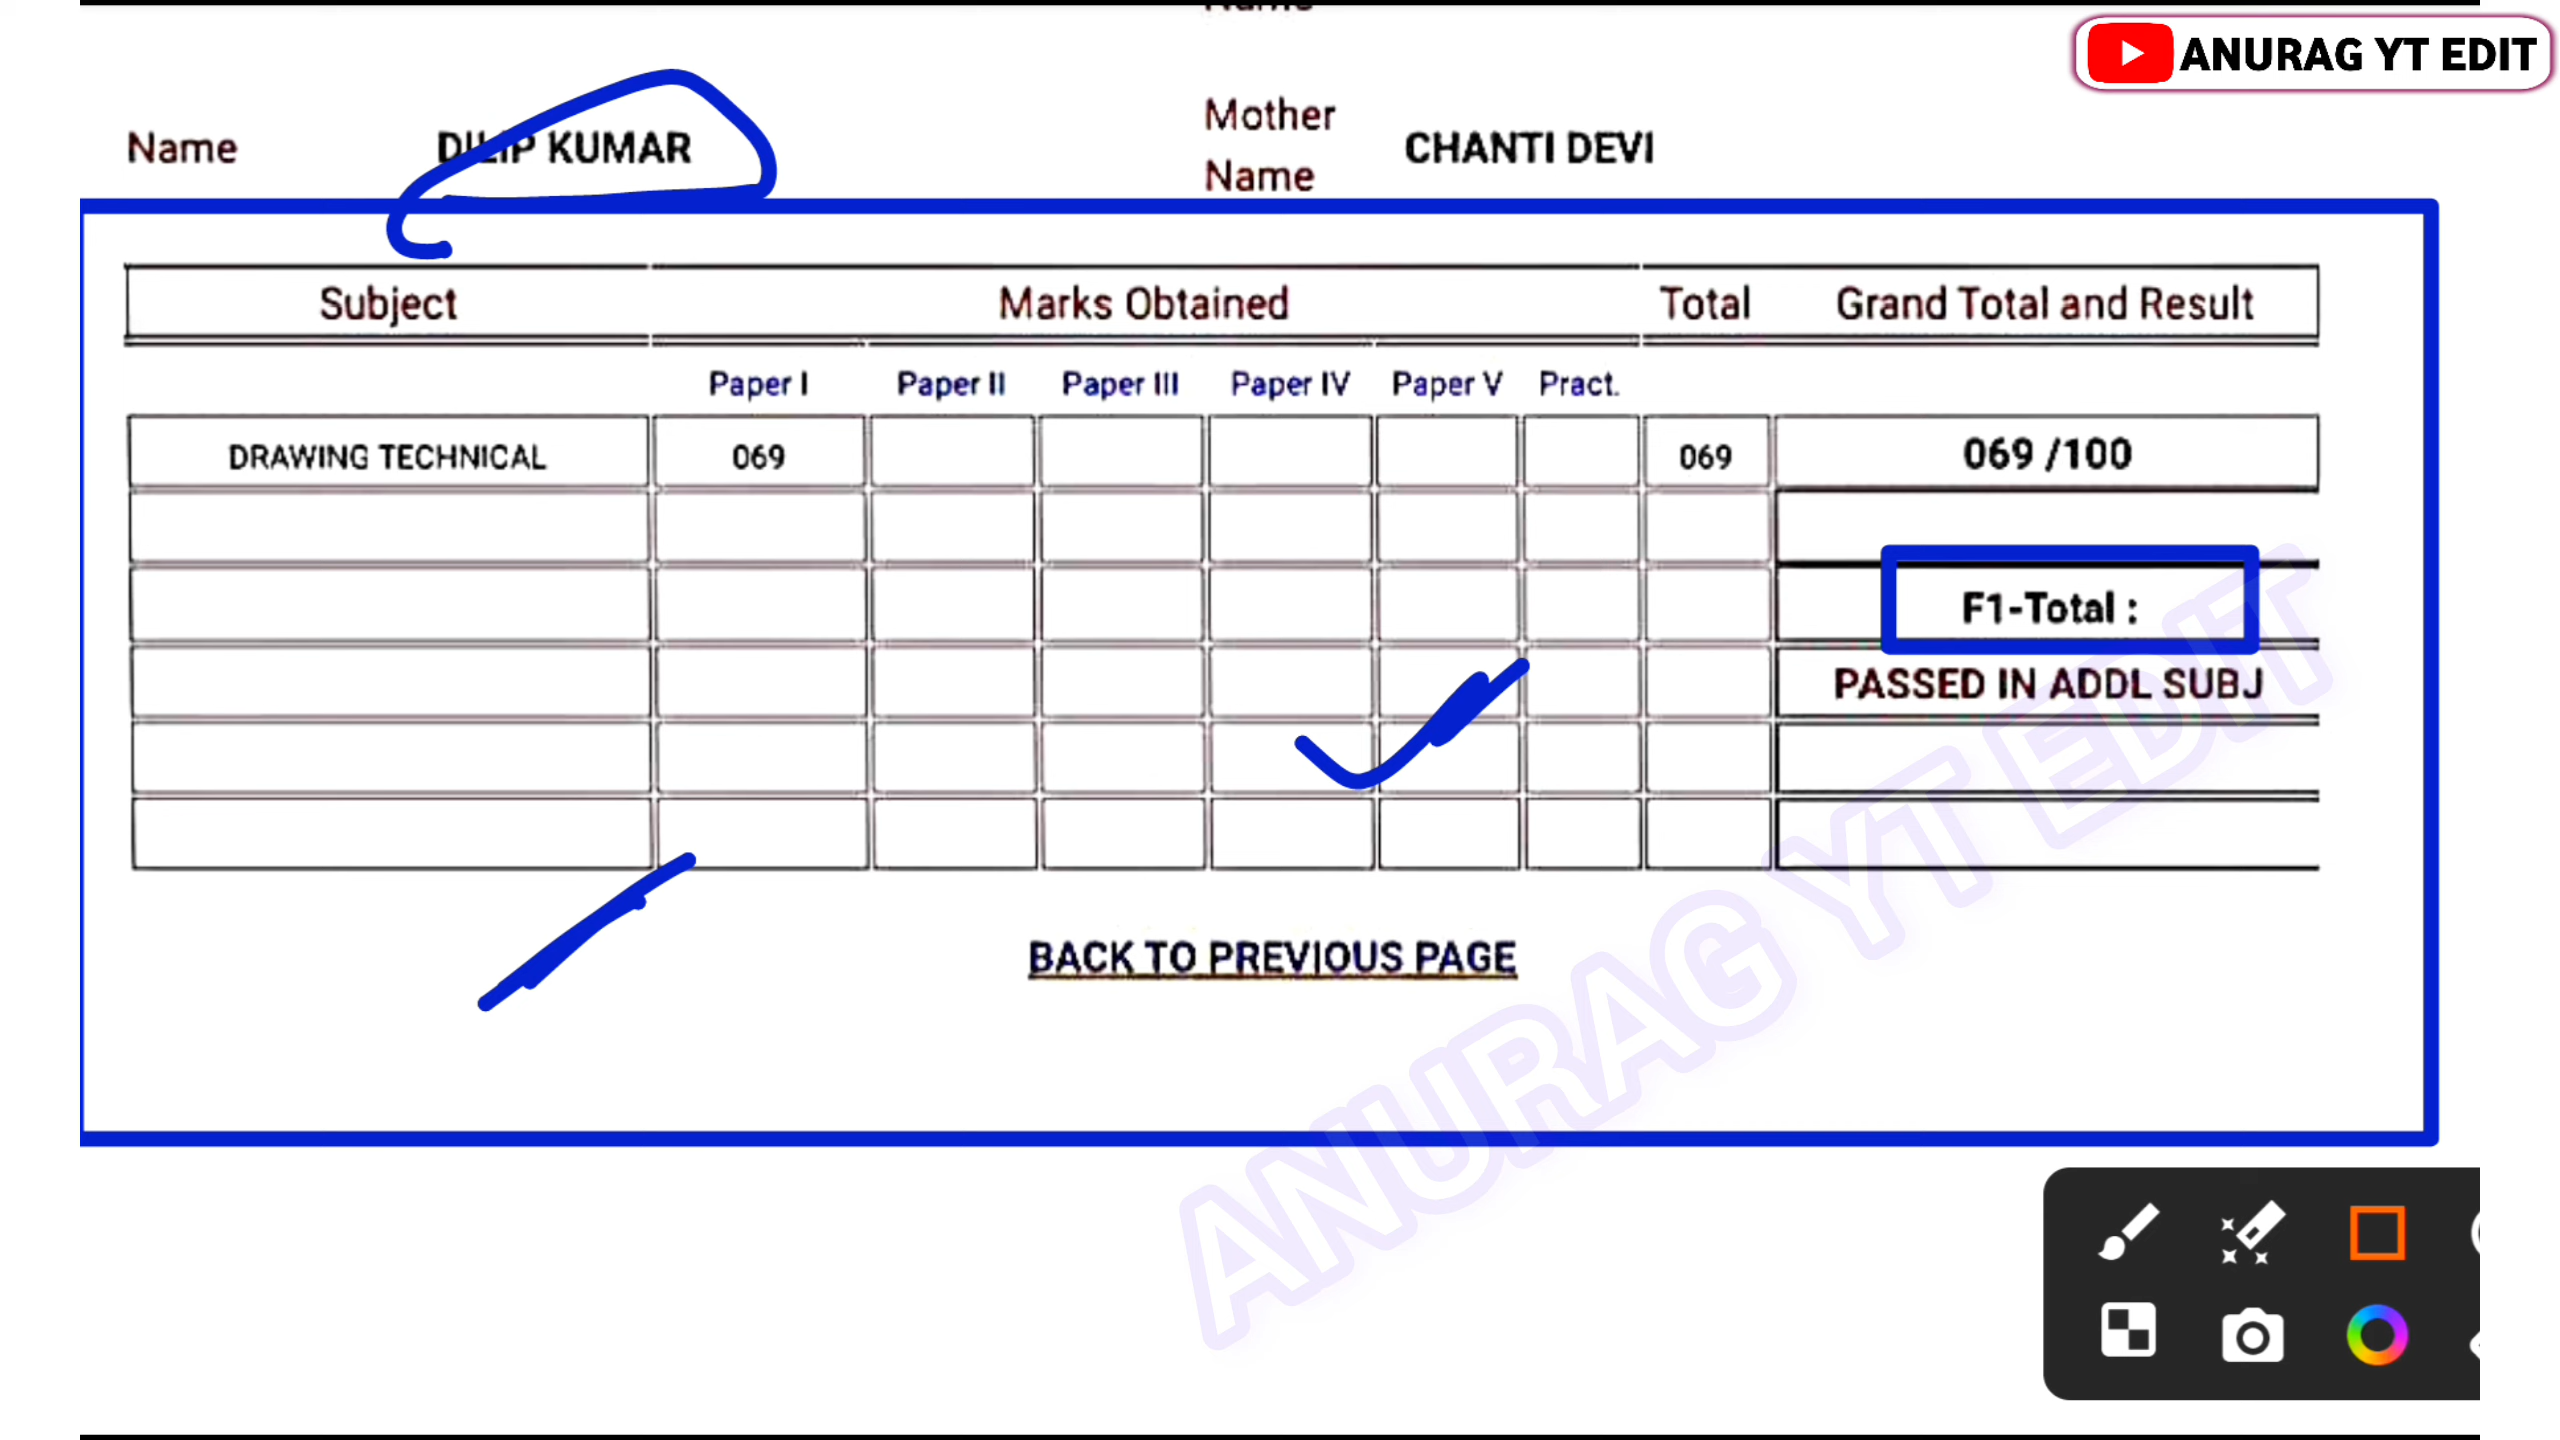 ANURAG YT EDIT
Name DILIP KUMAR Mother Name CHANTI DEVI
Subject Marks Obtained Total Grand Total and Result
Paper I Paper II Paper III Paper IV Paper V Pract.
DRAWING TECHNICAL 069 069 069 /100
F1-Total :
PASSED IN ADDL SUBJ
BACK TO PREVIOUS PAGE
ANURAG YT EDIT